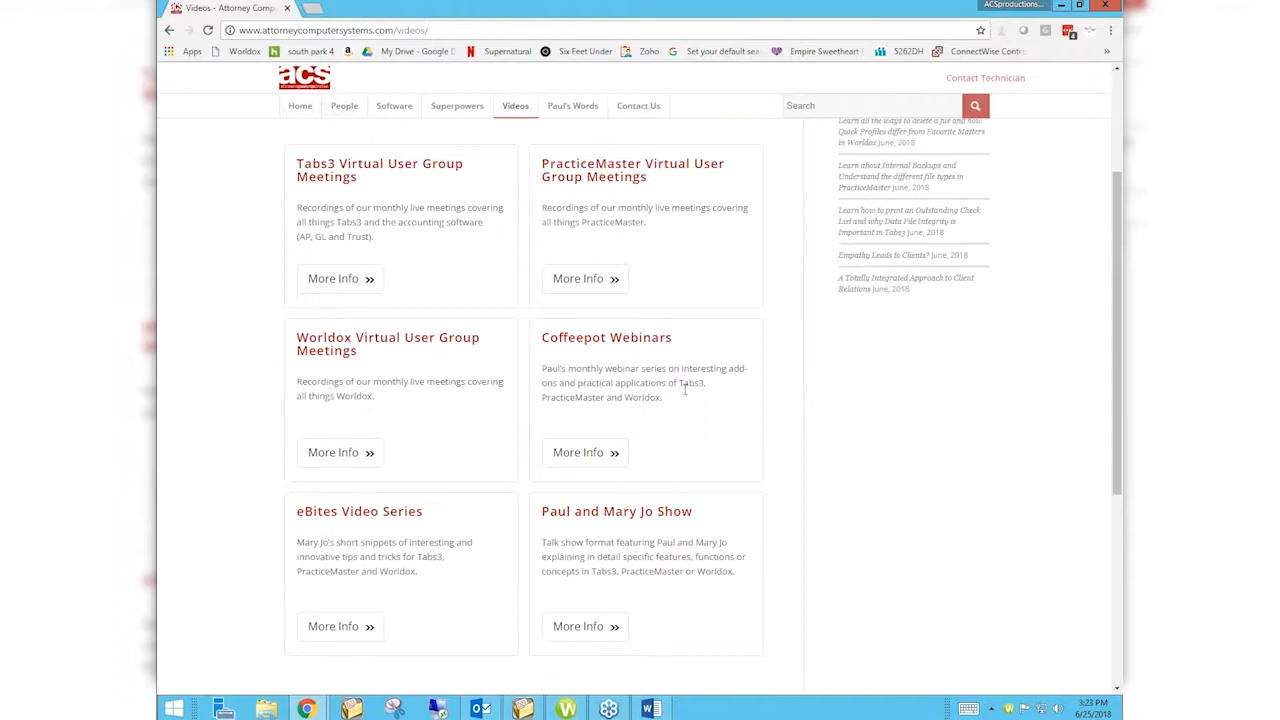 Videos - Attorney Comp
ACSproductions...
www.attorneycomputersystems.com/videos/
Apps
Worldox
south park 4
My Drive - Google D
Supernatural
Six Feet Under
Zoho
Set your default sea
Empire Sweetheart
5262DH
ConnectWise Contr
acs
Contact Technician
Home
People
Software
Superpowers
Videos
Paul's Words
Contact Us
Search
Learn all the ways to delete a file and how
Quick Profiles differ from Favorite Matters
in Worldox June, 2018
Learn about Internal Backups and
Understand the different file types in
PracticeMaster June, 2018
Learn how to print an Outstanding Check
List and why Data File Integrity is
Important in Tabs3 June, 2018
Empathy Leads to Clients? June, 2018
A Totally Integrated Approach to Client
Relations June, 2018
Tabs3 Virtual User Group
Meetings
Recordings of our monthly live meetings covering
all things Tabs3 and the accounting software
(AP, GL and Trust).
More Info »
PracticeMaster Virtual User
Group Meetings
Recordings of our monthly live meetings covering
all things PracticeMaster.
More Info »
Worldox Virtual User Group
Meetings
Recordings of our monthly live meetings covering
all things Worldox.
More Info »
Coffeepot Webinars
Paul's monthly webinar series on interesting add-
ons and practical applications of Tabs3,
PracticeMaster and Worldox.
More Info »
eBites Video Series
Mary Jo's short snippets of interesting and
innovative tips and tricks for Tabs3,
PracticeMaster and Worldox.
More Info »
Paul and Mary Jo Show
Talk show format featuring Paul and Mary Jo
explaining in detail specific features, functions or
concepts in Tabs3, PracticeMaster or Worldox.
More Info »
3:23 PM
6/25/2018